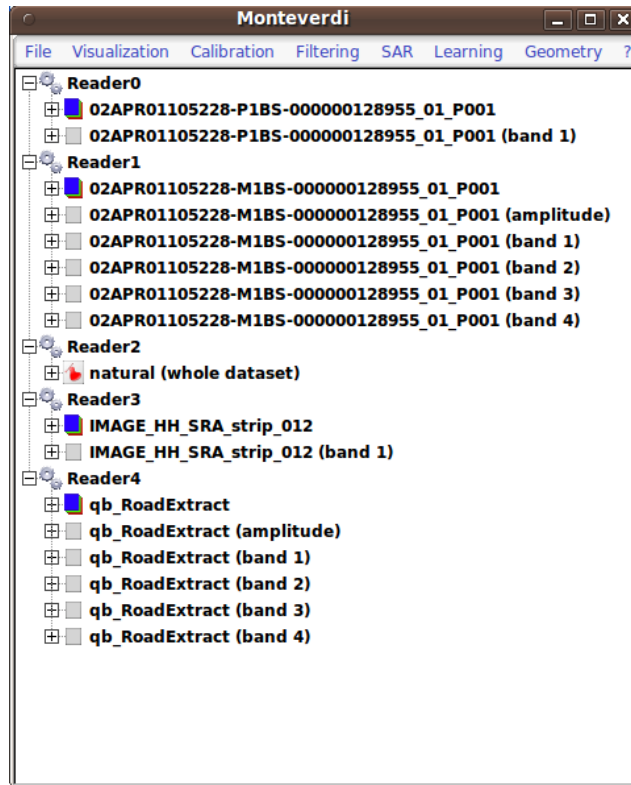 Monteverdi
File Visualization Calibration Filtering SAR Learning Geometry ?
Reader0
02APR01105228-P1BS-000000128955_01_P001
02APR01105228-P1BS-000000128955_01_P001 (band 1)
Reader1
02APR01105228-M1BS-000000128955_01_P001
02APR01105228-M1BS-000000128955_01_P001 (amplitude)
02APR01105228-M1BS-000000128955_01_P001 (band 1)
02APR01105228-M1BS-000000128955_01_P001 (band 2)
02APR01105228-M1BS-000000128955_01_P001 (band 3)
02APR01105228-M1BS-000000128955_01_P001 (band 4)
Reader2
natural (whole dataset)
Reader3
IMAGE_HH_SRA_strip_012
IMAGE_HH_SRA_strip_012 (band 1)
Reader4
qb_RoadExtract
qb_RoadExtract (amplitude)
qb_RoadExtract (band 1)
qb_RoadExtract (band 2)
qb_RoadExtract (band 3)
qb_RoadExtract (band 4)